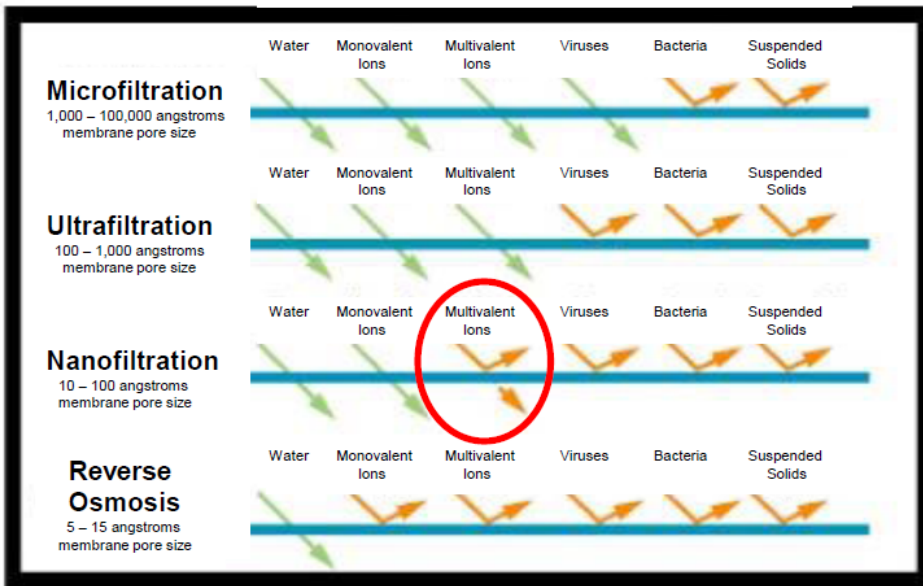 Water Monovalent Ions Multivalent Ions Viruses Bacteria Suspended Solids
Microfiltration
1,000 – 100,000 angstroms
membrane pore size
Water Monovalent Ions Multivalent Ions Viruses Bacteria Suspended Solids
Ultrafiltration
100 – 1,000 angstroms
membrane pore size
Water Monovalent Ions Multivalent Ions Viruses Bacteria Suspended Solids
Nanofiltration
10 – 100 angstroms
membrane pore size
Water Monovalent Ions Multivalent Ions Viruses Bacteria Suspended Solids
Reverse
Osmosis
5 – 15 angstroms
membrane pore size